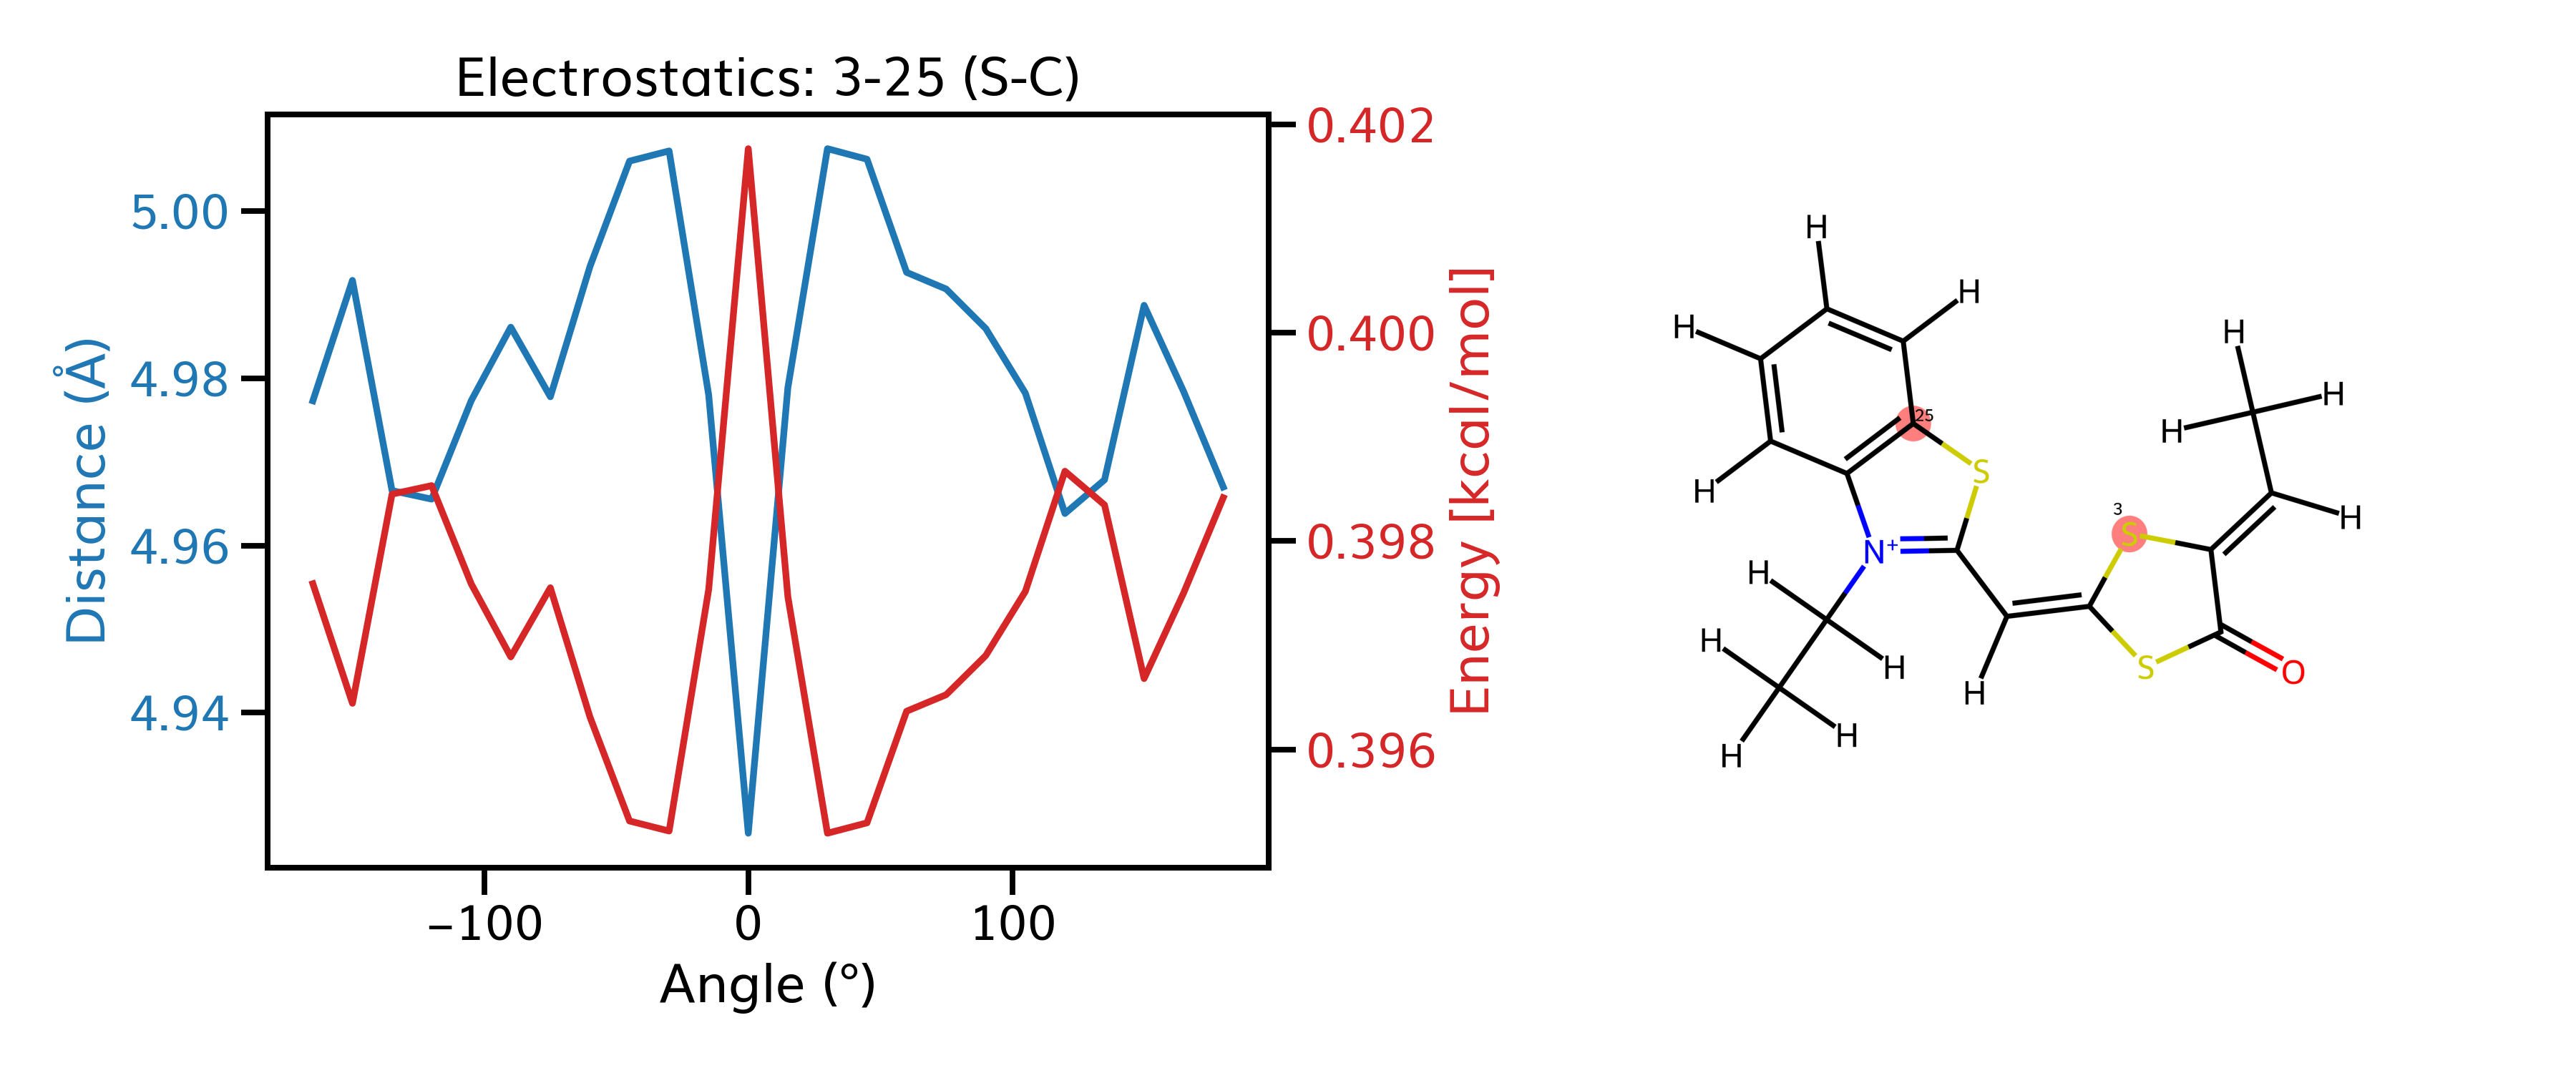 Electrostatics: 3-25 (S-C)
Distance (Å)
5.00
4.98
4.96
4.94
−100
0
100
Angle (°)
0.402
0.400
0.398
0.396
Energy [kcal/mol]
H
H
H
H
25
S
N+
H
H
H
H
H
H
3
S
S
O
H
H
H
H